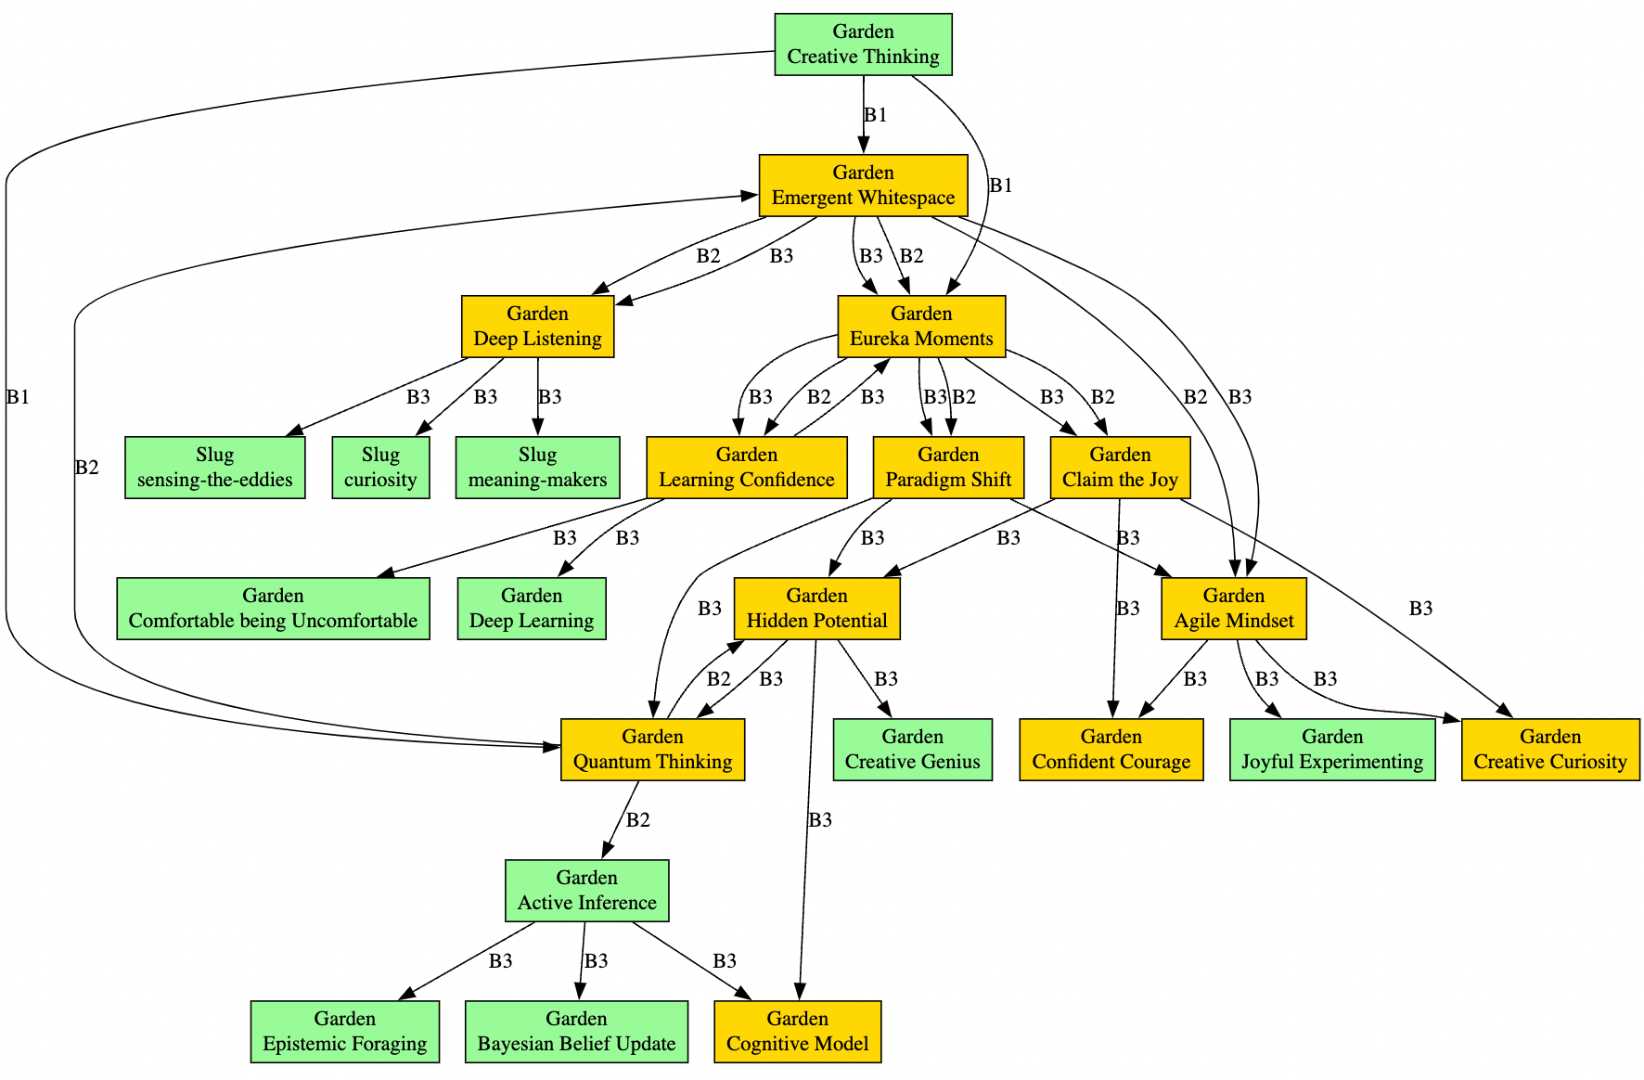 Garden
Creative Thinking
B1
Garden
Emergent Whitespace
B1
B2
B3
B3
B2
Garden
Deep Listening
Garden
Eureka Moments
B1
B3
B3
B3
B3
B2
B3
B3
B2
B3
B2
B2
B3
B2
Slug
sensing-the-eddies
Slug
curiosity
Slug
meaning-makers
Garden
Learning Confidence
Garden
Paradigm Shift
Garden
Claim the Joy
B3
B3
B3
B3
B3
Garden
Comfortable being Uncomfortable
Garden
Deep Learning
B3
Garden
Hidden Potential
B3
Garden
Agile Mindset
B3
B2
B3
B3
B3
B3
B3
Garden
Quantum Thinking
Garden
Creative Genius
Garden
Confident Courage
Garden
Joyful Experimenting
Garden
Creative Curiosity
B2
B3
Garden
Active Inference
B3
B3
B3
Garden
Epistemic Foraging
Garden
Bayesian Belief Update
Garden
Cognitive Model